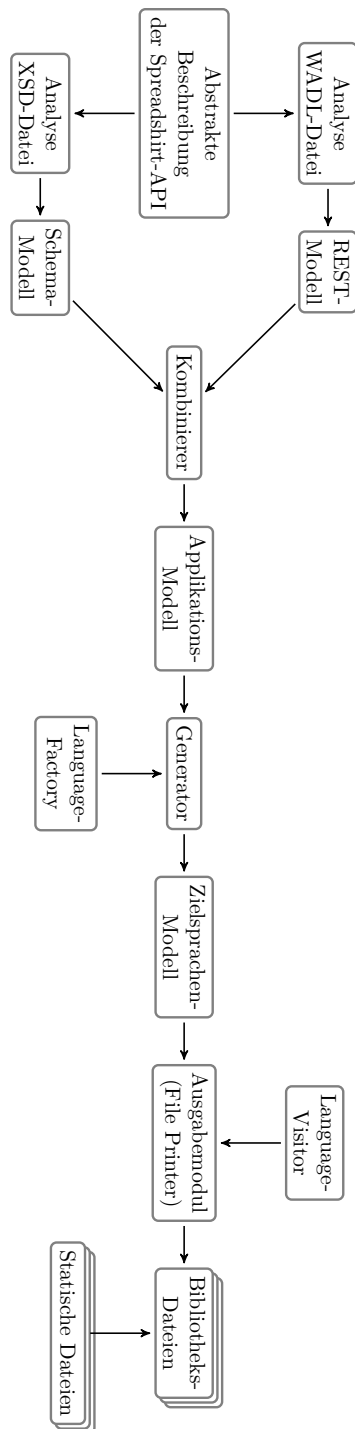 Analyse
WADL-Datei
REST-
Modell
Abstrakte
Beschreibung
der Spreadshirt-API
Analyse
XSD-Datei
Schema-
Modell
Kombinierer
Applikations-
Modell
Generator
Language-
Factory
Zielsprachen-
Modell
Language-
Visitor
Ausgabemodul
(File Printer)
Bibliotheks-
Dateien
Statische Dateien